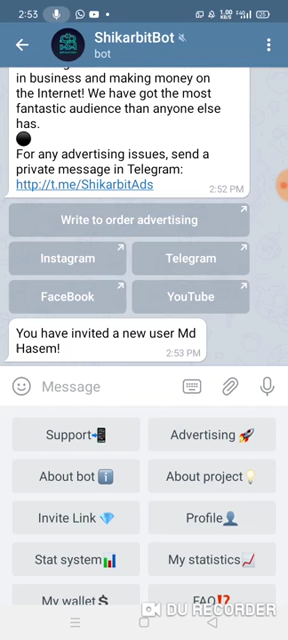 2:53
1.00
KB/S
ShikarbitBot
bot
in business and making money on
the Internet! We have got the most
fantastic audience than anyone else
has.
For any advertising issues, send a
private message in Telegram:
http://t.me/ShikarbitAds
2:52 PM
Write to order advertising
Instagram
Telegram
FaceBook
YouTube
You have invited a new user Md
Hasem!
2:53 PM
Message
Support
Advertising
About bot
About project
Invite Link
Profile
Stat system
My statistics
My wallet $
FAQ
DU RECORDER